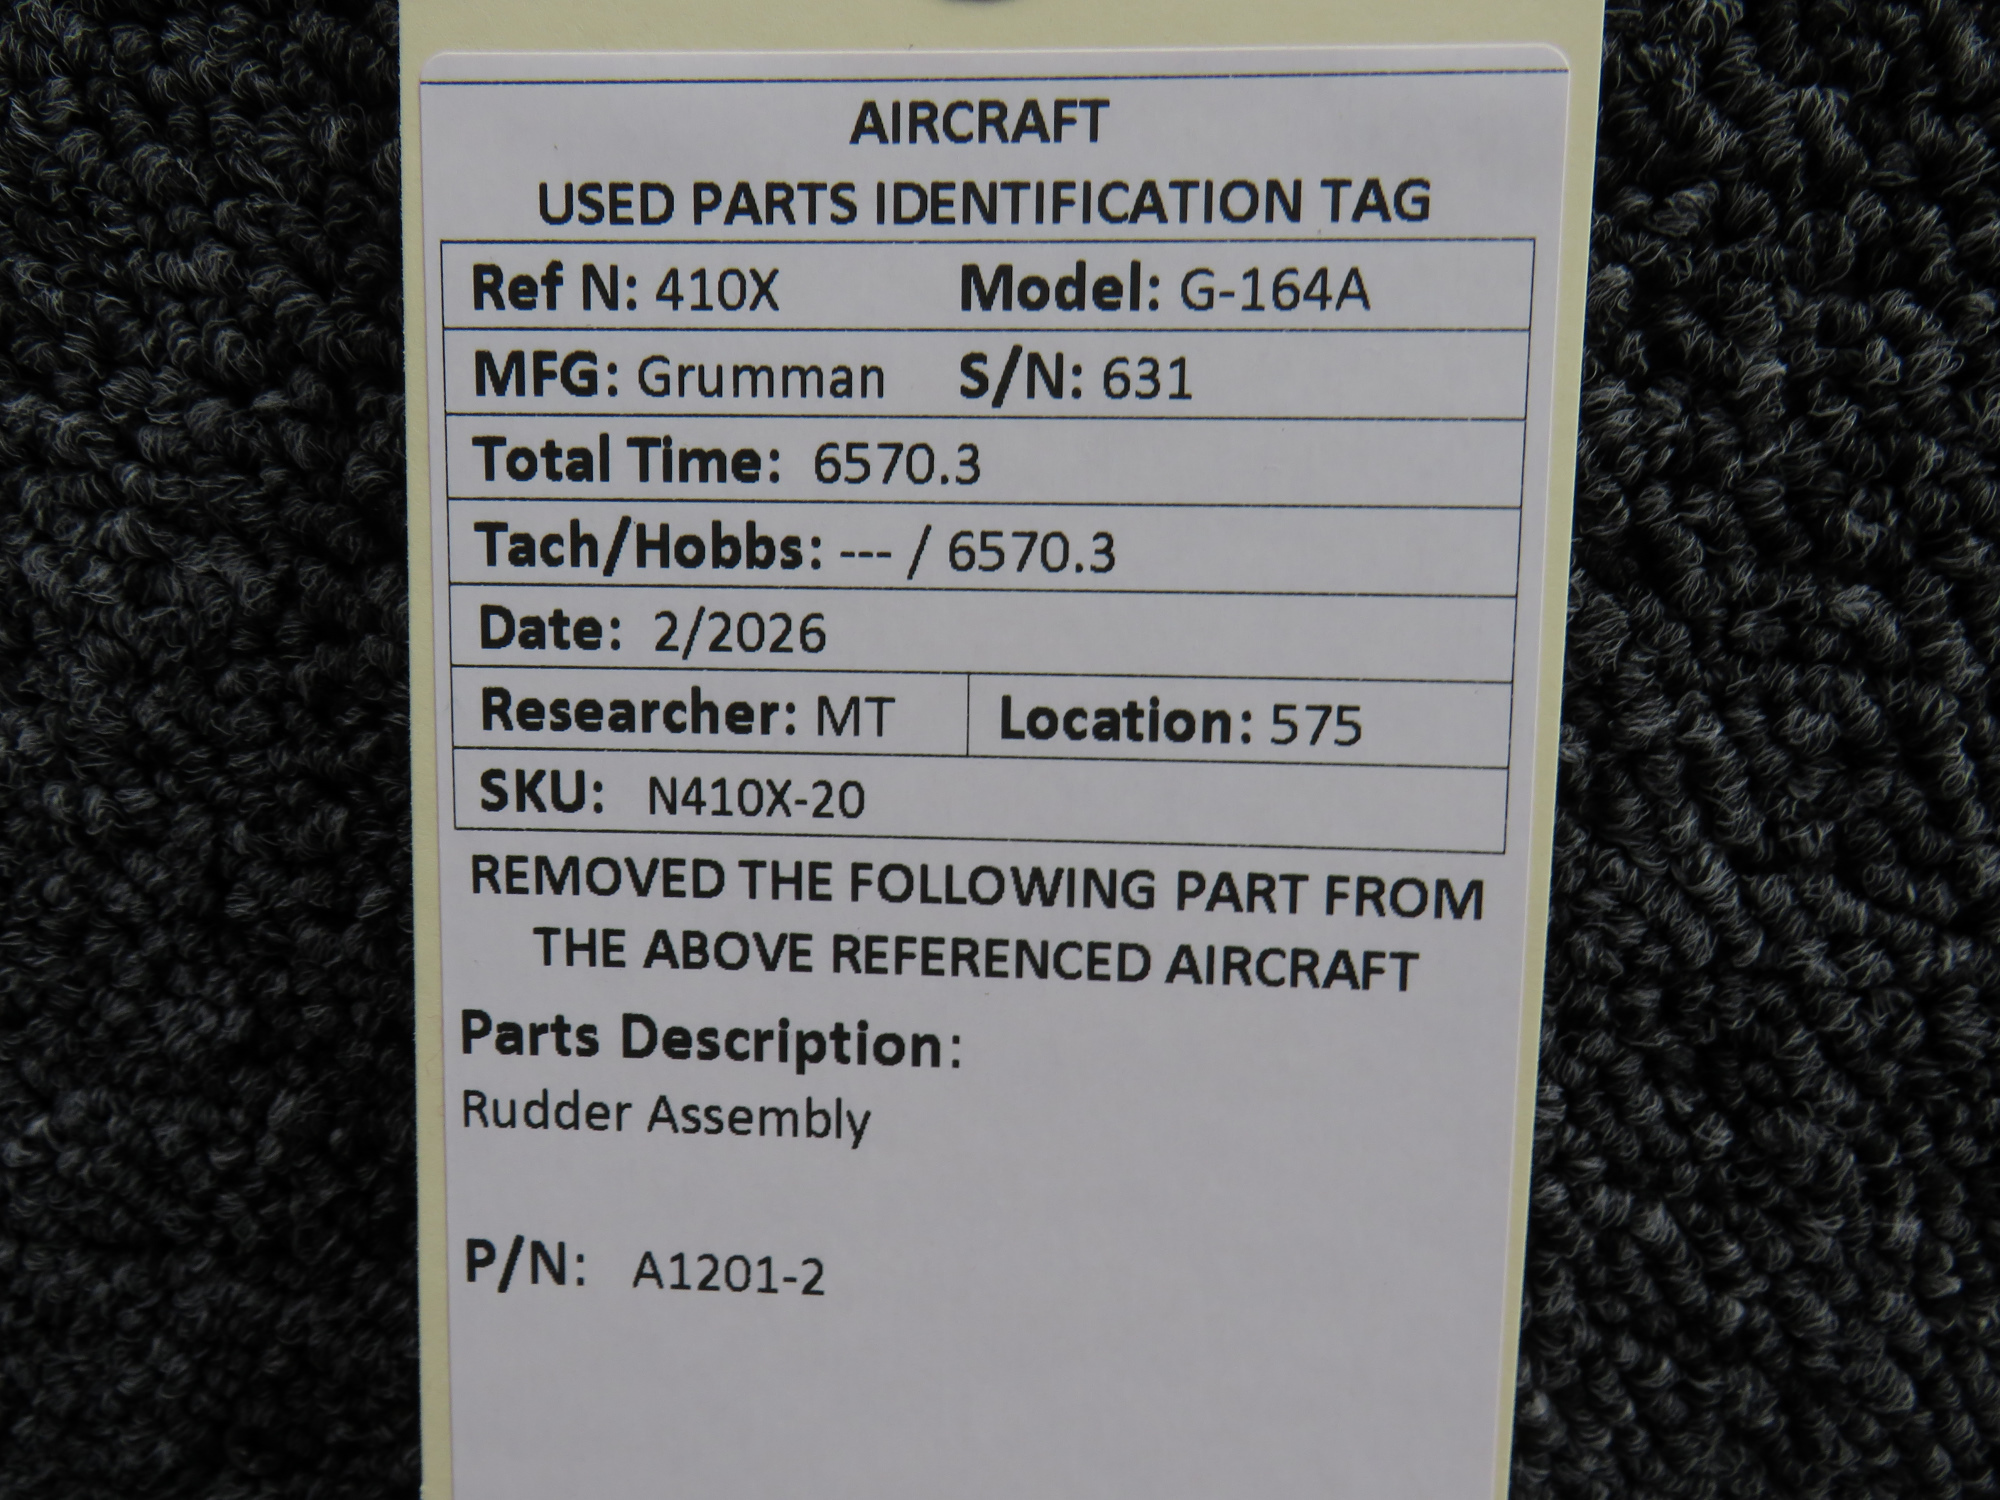 AIRCRAFT
USED PARTS IDENTIFICATION TAG
Ref N: 410X Model: G-164A
MFG: Grumman S/N: 631
Total Time: 6570.3
Tach/Hobbs: --- / 6570.3
Date: 2/2026
Researcher: MT Location: 575
SKU: N410X-20
REMOVED THE FOLLOWING PART FROM
THE ABOVE REFERENCED AIRCRAFT
Parts Description:
Rudder Assembly
P/N: A1201-2